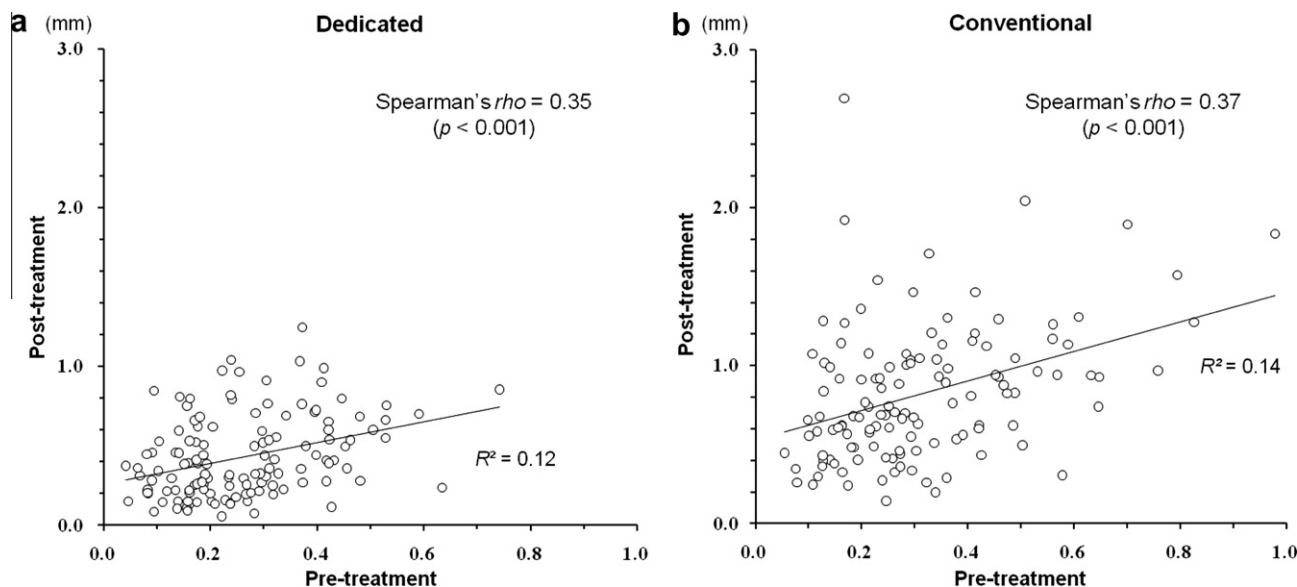 a (mm) Dedicated
3.0
2.0
1.0
0.0
Post-treatment
Spearman's rho = 0.35
(p < 0.001)
R² = 0.12
0.0 0.2 0.4 0.6 0.8 1.0
Pre-treatment
b (mm) Conventional
3.0
2.0
1.0
0.0
Post-treatment
Spearman's rho = 0.37
(p < 0.001)
R² = 0.14
0.0 0.2 0.4 0.6 0.8 1.0
Pre-treatment